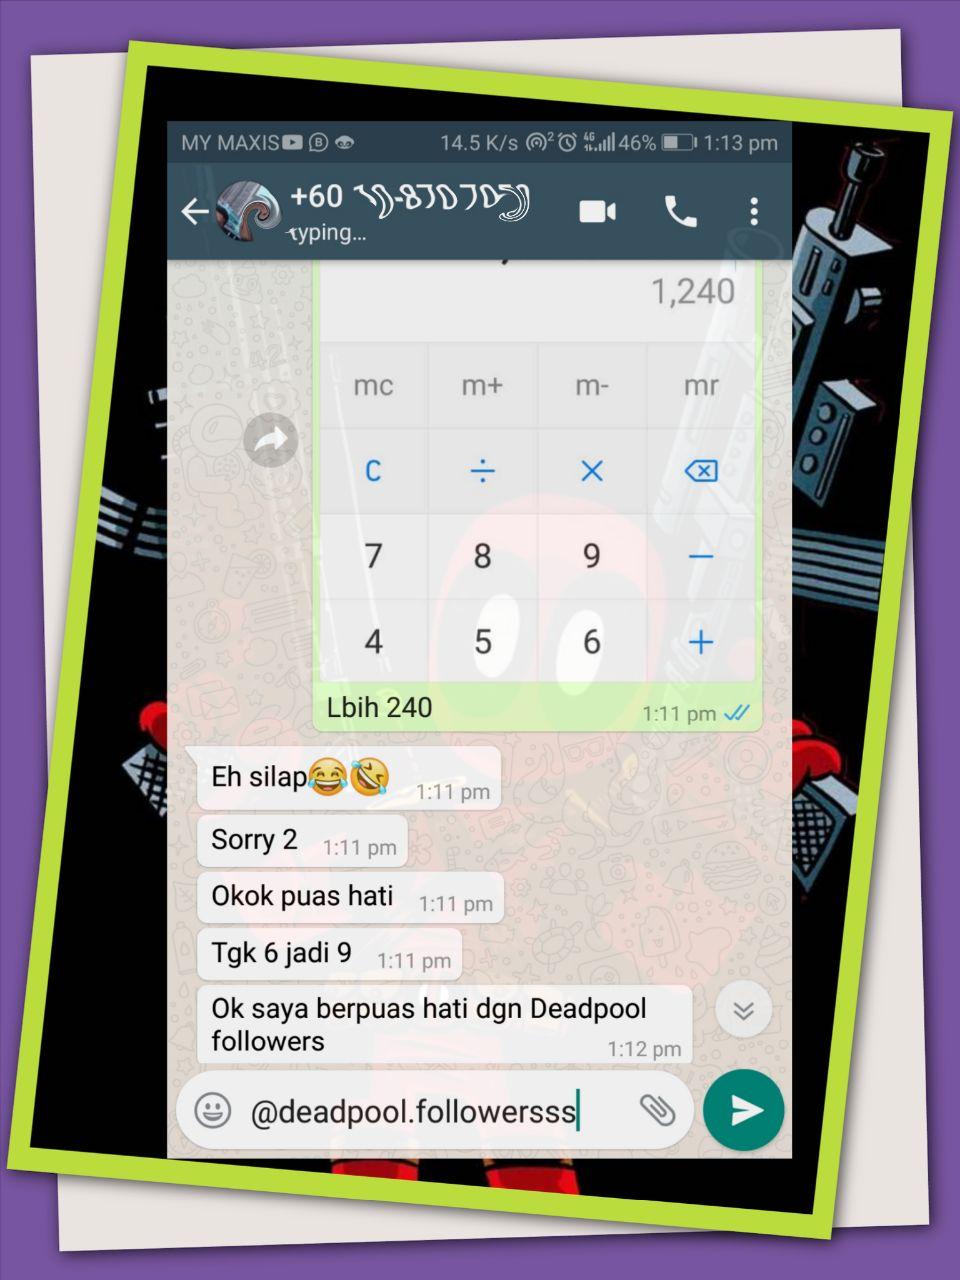 MY MAXIS
14.5 K/s 2 4G 46% 1:13 pm
+60
typing...
1,240
mc m+ m- mr
C ÷ ×
7 8 9 −
4 5 6 +
Lbih 240
1:11 pm
Eh silap😂🤣 1:11 pm
Sorry 2 1:11 pm
Okok puas hati 1:11 pm
Tgk 6 jadi 9 1:11 pm
Ok saya berpuas hati dgn Deadpool
followers
1:12 pm
@deadpool.followersss